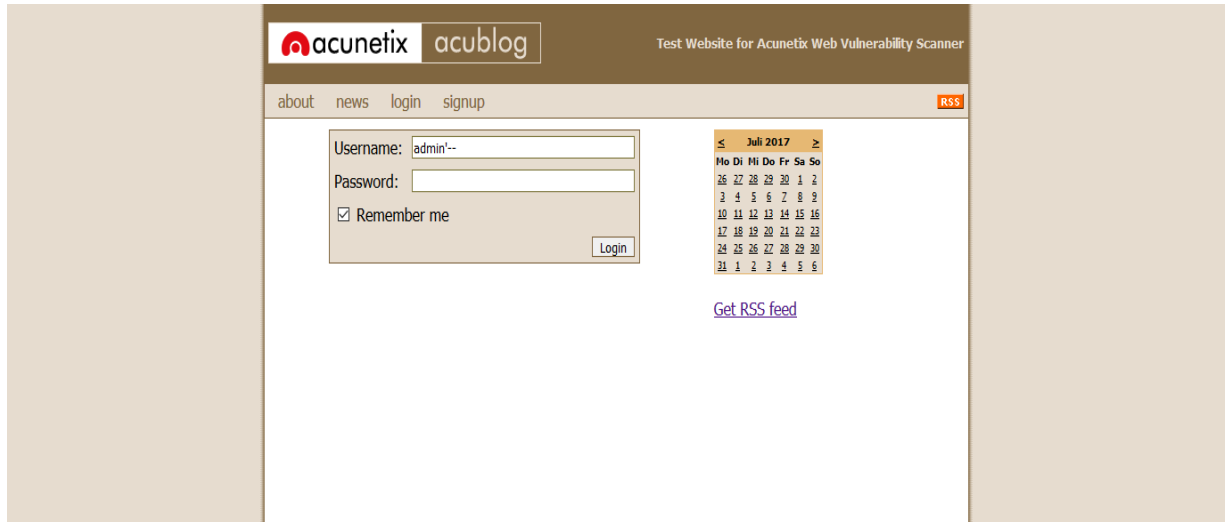 acunetix acublog
Test Website for Acunetix Web Vulnerability Scanner
about news login signup
RSS
Username: admin'--
Password:
Remember me
Login
< Juli 2017 >
Mo Di Mi Do Fr Sa So
26 27 28 29 30 1 2
3 4 5 6 7 8 9
10 11 12 13 14 15 16
17 18 19 20 21 22 23
24 25 26 27 28 29 30
31 1 2 3 4 5 6
Get RSS feed